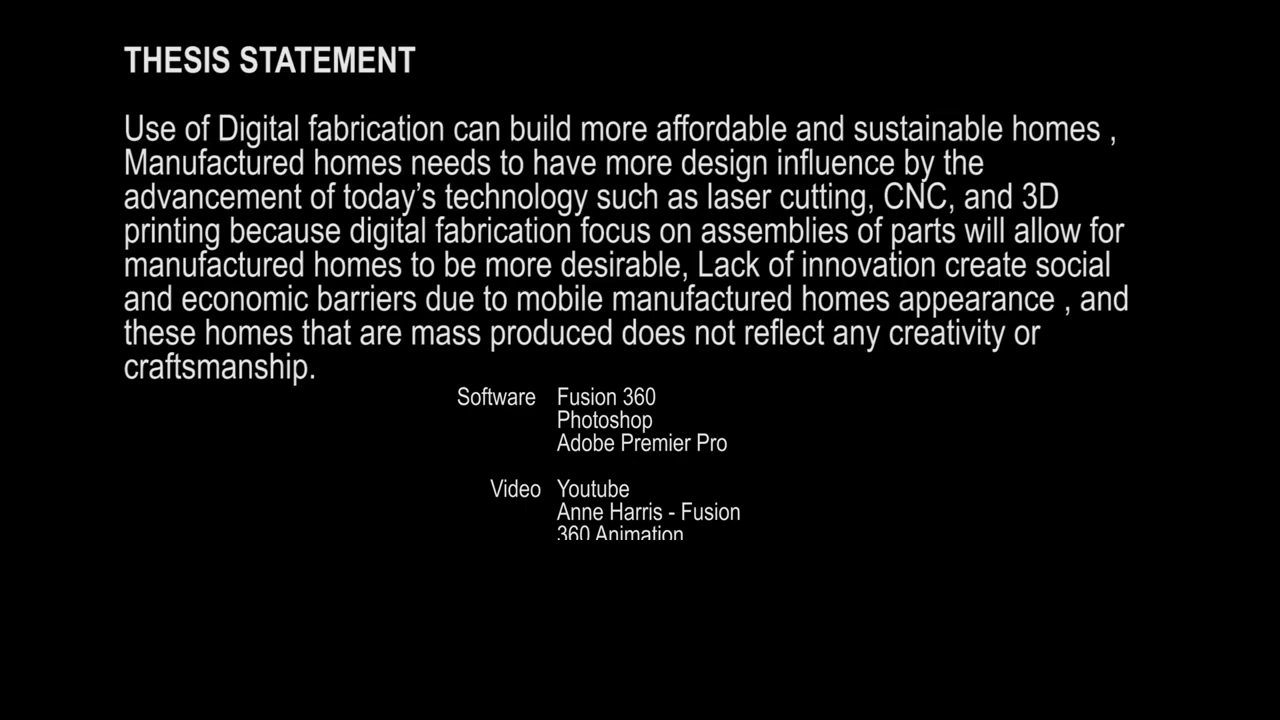 THESIS STATEMENT
Use of Digital fabrication can build more affordable and sustainable homes ,
Manufactured homes needs to have more design influence by the
advancement of today’s technology such as laser cutting, CNC, and 3D
printing because digital fabrication focus on assemblies of parts will allow for
manufactured homes to be more desirable, Lack of innovation create social
and economic barriers due to mobile manufactured homes appearance , and
these homes that are mass produced does not reflect any creativity or
craftsmanship.
Software Fusion 360
Photoshop
Adobe Premier Pro
Video Youtube
Anne Harris - Fusion
360 Animation